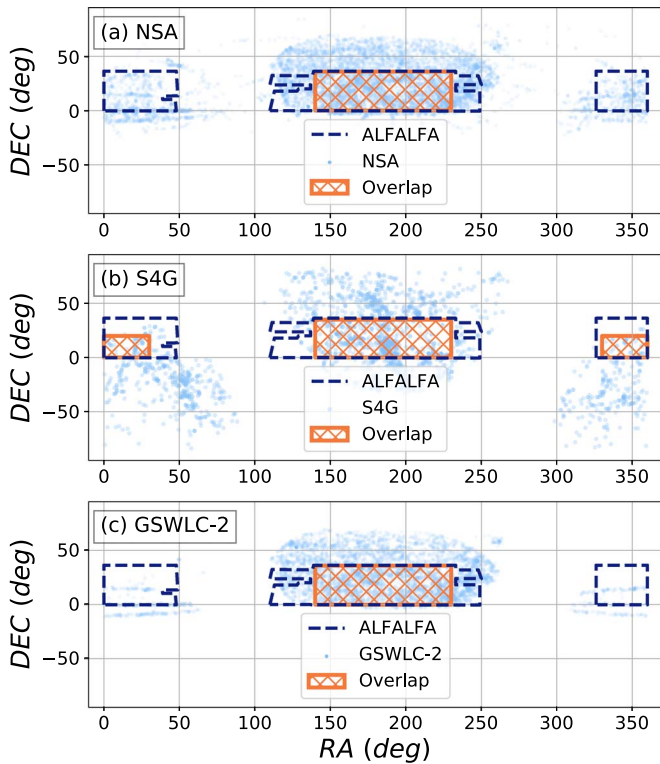 (a) NSA
50
0
−50
DEC (deg)
ALFALFA
NSA
Overlap
0 50 100 150 200 250 300 350
(b) S4G
50
0
−50
DEC (deg)
ALFALFA
S4G
Overlap
0 50 100 150 200 250 300 350
(c) GSWLC-2
50
0
−50
DEC (deg)
ALFALFA
GSWLC-2
Overlap
0 50 100 150 200 250 300 350
RA (deg)